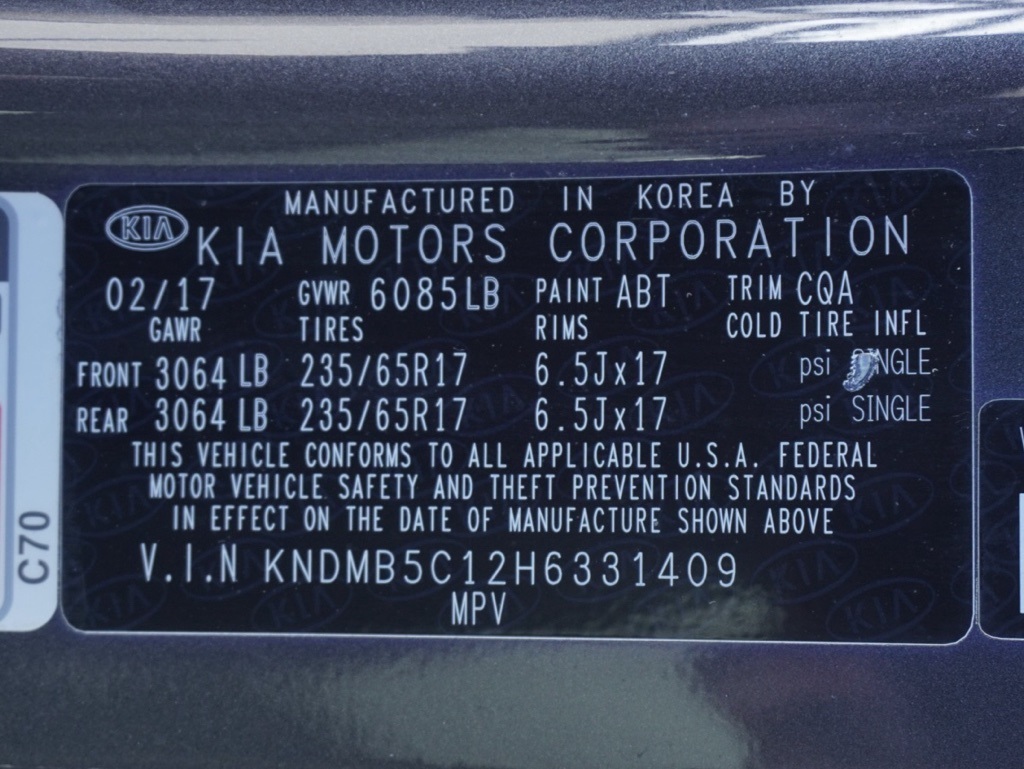 MANUFACTURED IN KOREA BY
KIA KIA MOTORS CORPORATION
02/17 GVWR 6085LB PAINT ABT TRIM CQA
GAWR TIRES RIMS COLD TIRE INFL
FRONT 3064 LB 235/65R17 6.5Jx17 psi SINGLE
REAR 3064 LB 235/65R17 6.5Jx17 psi SINGLE
THIS VEHICLE CONFORMS TO ALL APPLICABLE U.S.A. FEDERAL
MOTOR VEHICLE SAFETY AND THEFT PREVENTION STANDARDS
IN EFFECT ON THE DATE OF MANUFACTURE SHOWN ABOVE
V.I.N KNDMB5C12H6331409
MPV
C70